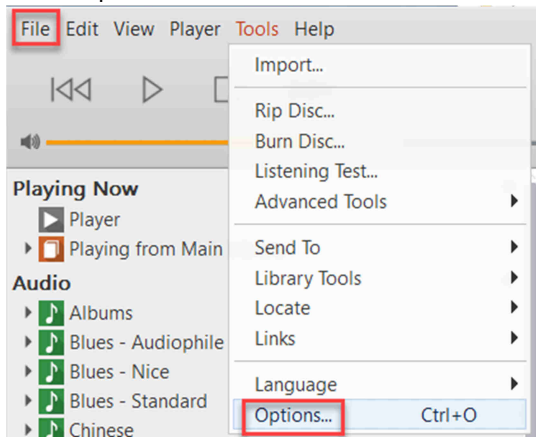 File Edit View Player Tools Help
Import...
Rip Disc...
Burn Disc...
Listening Test...
Advanced Tools
Send To
Library Tools
Locate
Links
Language
Options... Ctrl+O
Playing Now
Player
Playing from Main
Audio
Albums
Blues - Audiophile
Blues - Nice
Blues - Standard
Chinese